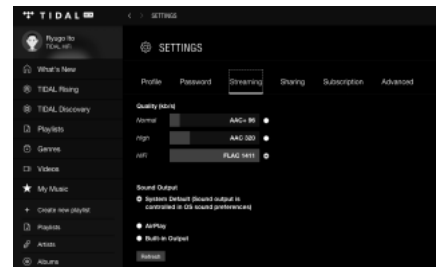 TIDAL
SETTINGS
Ryugo Ito
TIDAL HiFi
SETTINGS
What's New
TIDAL Rising
TIDAL Discovery
Playlists
Genres
Videos
My Music
Create new playlist
Playlists
Artists
Albums
Profile Password Streaming Sharing Subscription Advanced
Quality (kb/s)
Normal AAC+ 96
High AAC 320
HiFi FLAC 1411
Sound Output
System Default (Sound output is
controlled in OS sound preferences)
AirPlay
Built-in Output
Refresh